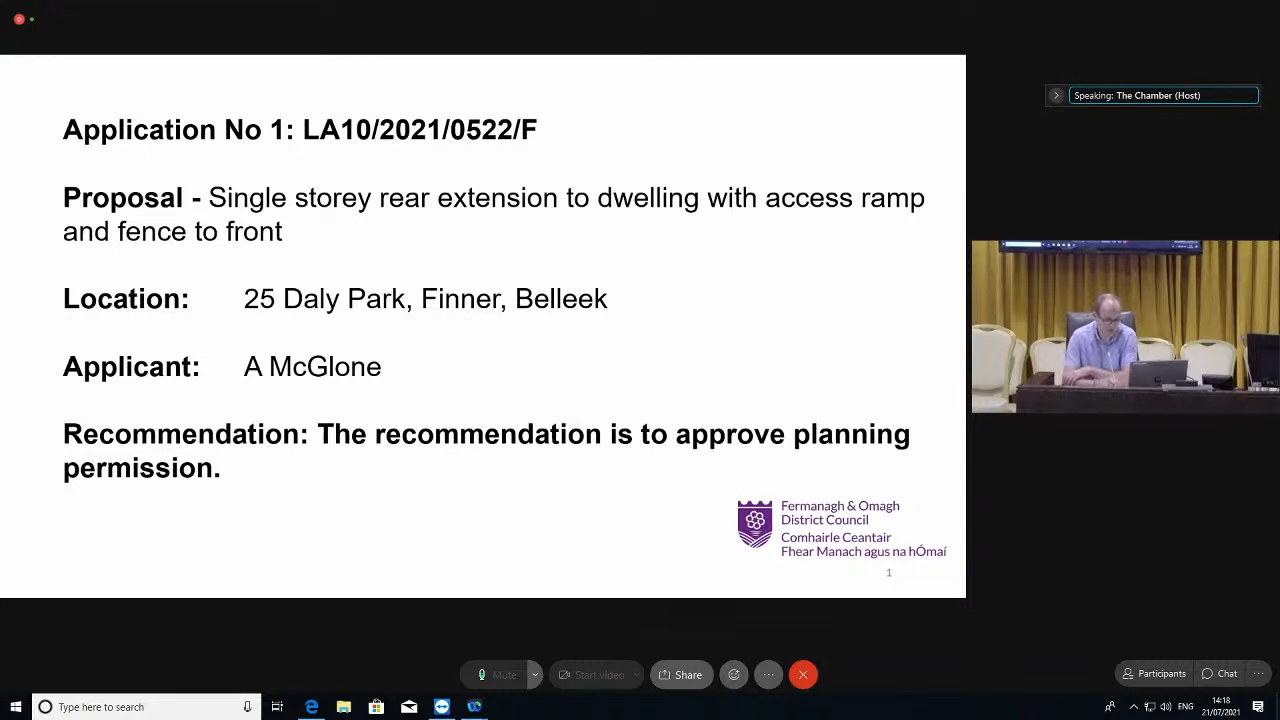 Speaking: The Chamber (Host)
Application No 1: LA10/2021/0522/F
Proposal - Single storey rear extension to dwelling with access ramp
and fence to front
Location: 25 Daly Park, Finner, Belleek
Applicant: A McGlone
Recommendation: The recommendation is to approve planning
permission.
Fermanagh & Omagh
District Council
Comhairle Ceantair
Fhear Manach agus na hÓmaí
1
Mute
Start video
Share
Participants
Chat
Type here to search
ENG
14:18
21/07/2021